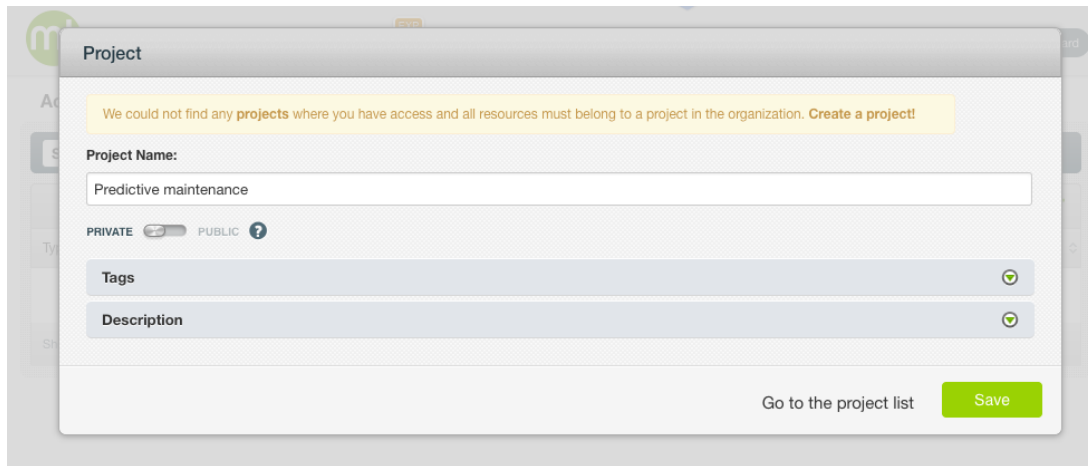 Project
We could not find any projects where you have access and all resources must belong to a project in the organization. Create a project!
Project Name:
Predictive maintenance
PRIVATE PUBLIC ?
Tags
Description
Go to the project list Save